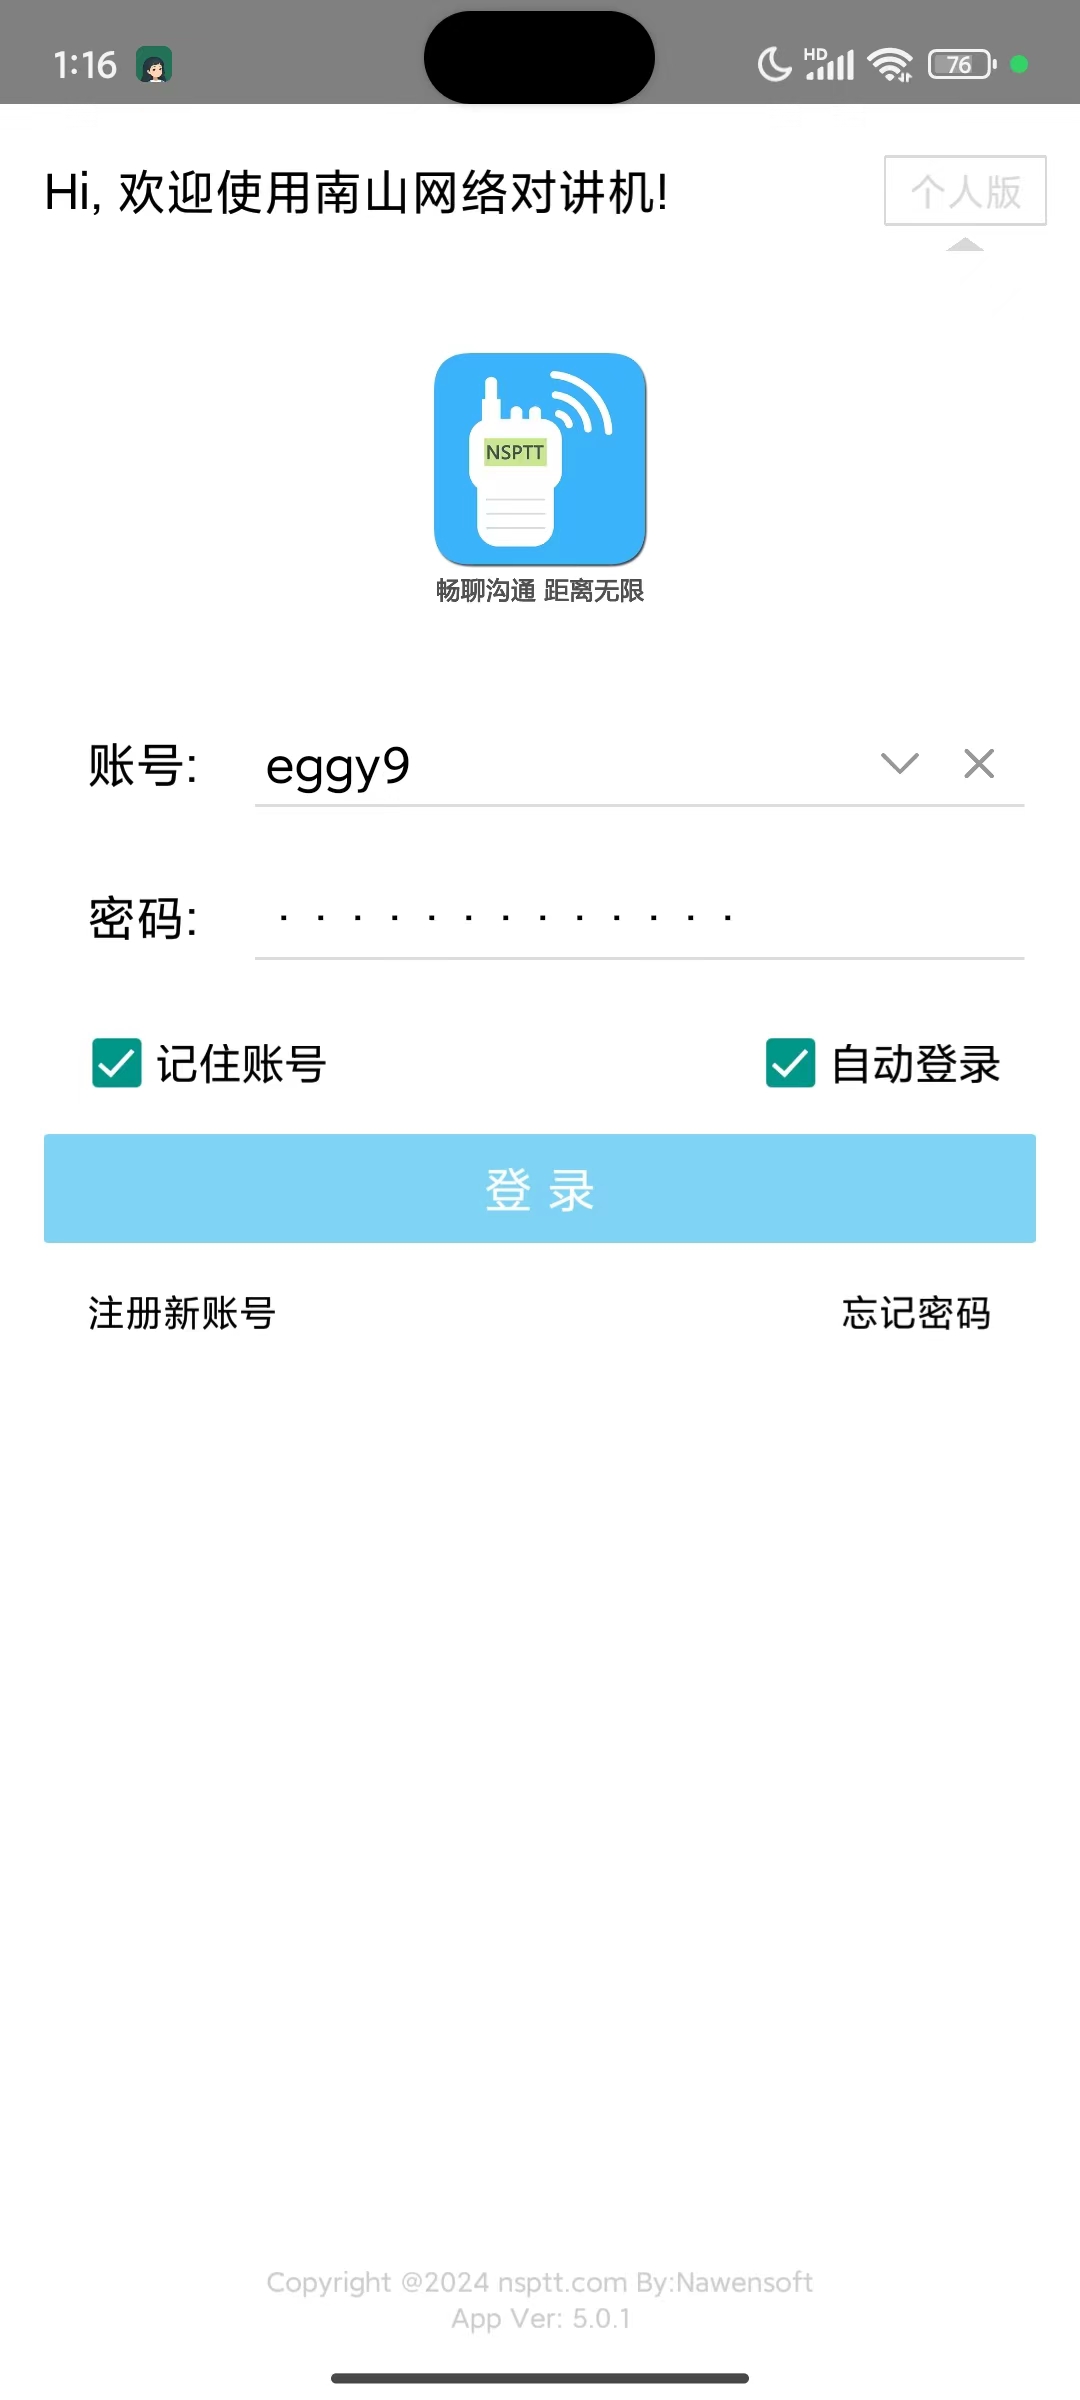 1:16
HD
76
Hi, 欢迎使用南山网络对讲机!
个人版
NSPTT
畅聊沟通 距离无限
账号: eggy9
密码: · · · · · · · · · · · · ·
记住账号 自动登录
登 录
注册新账号 忘记密码
Copyright @2024 nsptt.com By:Nawensoft
App Ver: 5.0.1